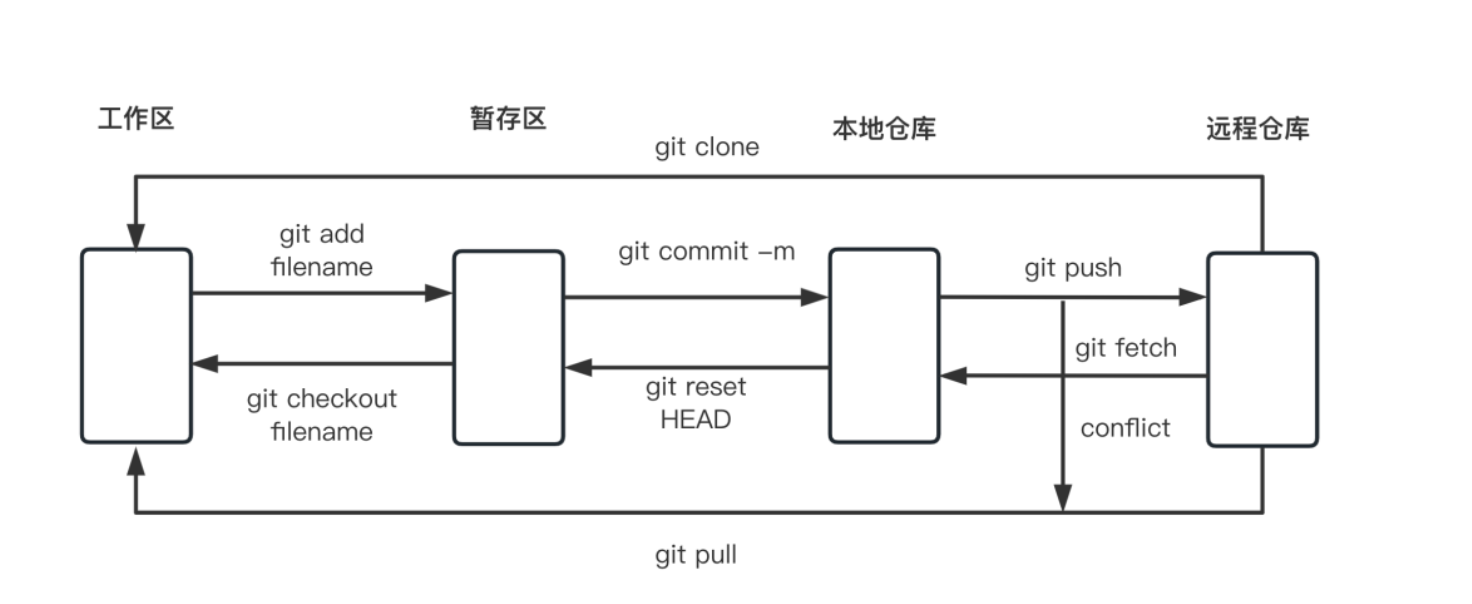 工作区
暂存区
本地仓库
远程仓库
git clone
git add
filename
git commit –m
git push
git fetch
git checkout
filename
git reset
HEAD
conflict
git pull